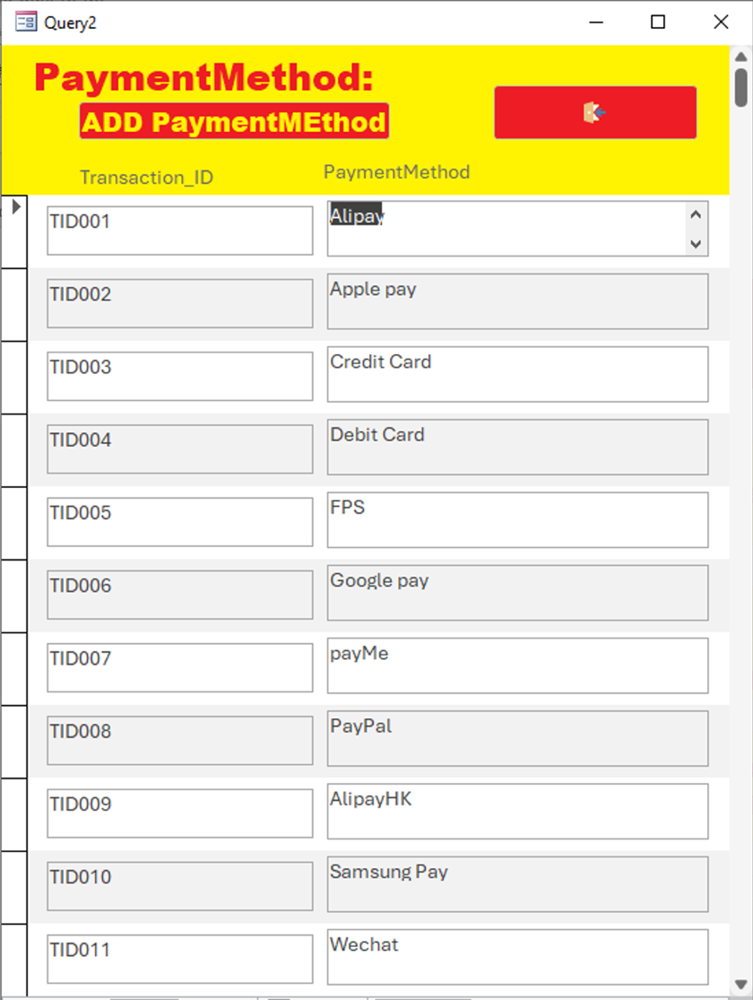 Query2
PaymentMethod:
ADD PaymentMEthod
Transaction_ID PaymentMethod
TID001 Alipay
TID002 Apple pay
TID003 Credit Card
TID004 Debit Card
TID005 FPS
TID006 Google pay
TID007 payMe
TID008 PayPal
TID009 AlipayHK
TID010 Samsung Pay
TID011 Wechat